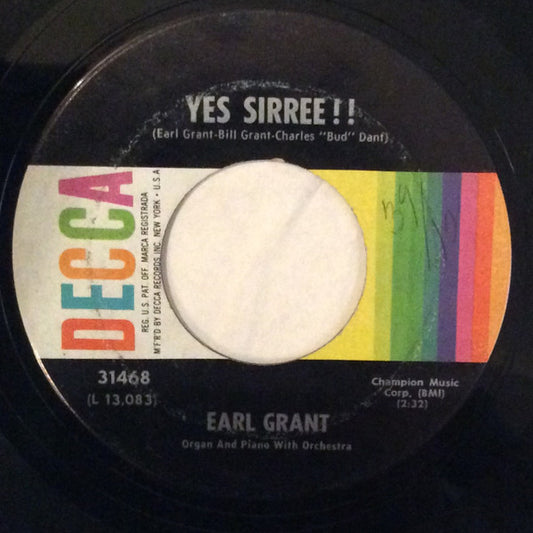 YES SIRREE!!
(Earl Grant-Bill Grant-Charles "Bud" Dant)
DECCA
REG. U.S. PAT. OFF. MARCA REGISTRADA
M'F'R'D BY DECCA RECORDS, INC. NEW YORK • U.S.A
31468
(L 13,083)
Champion Music
Corp. (BMI)
(2:32)
EARL GRANT
Organ And Piano With Orchestra